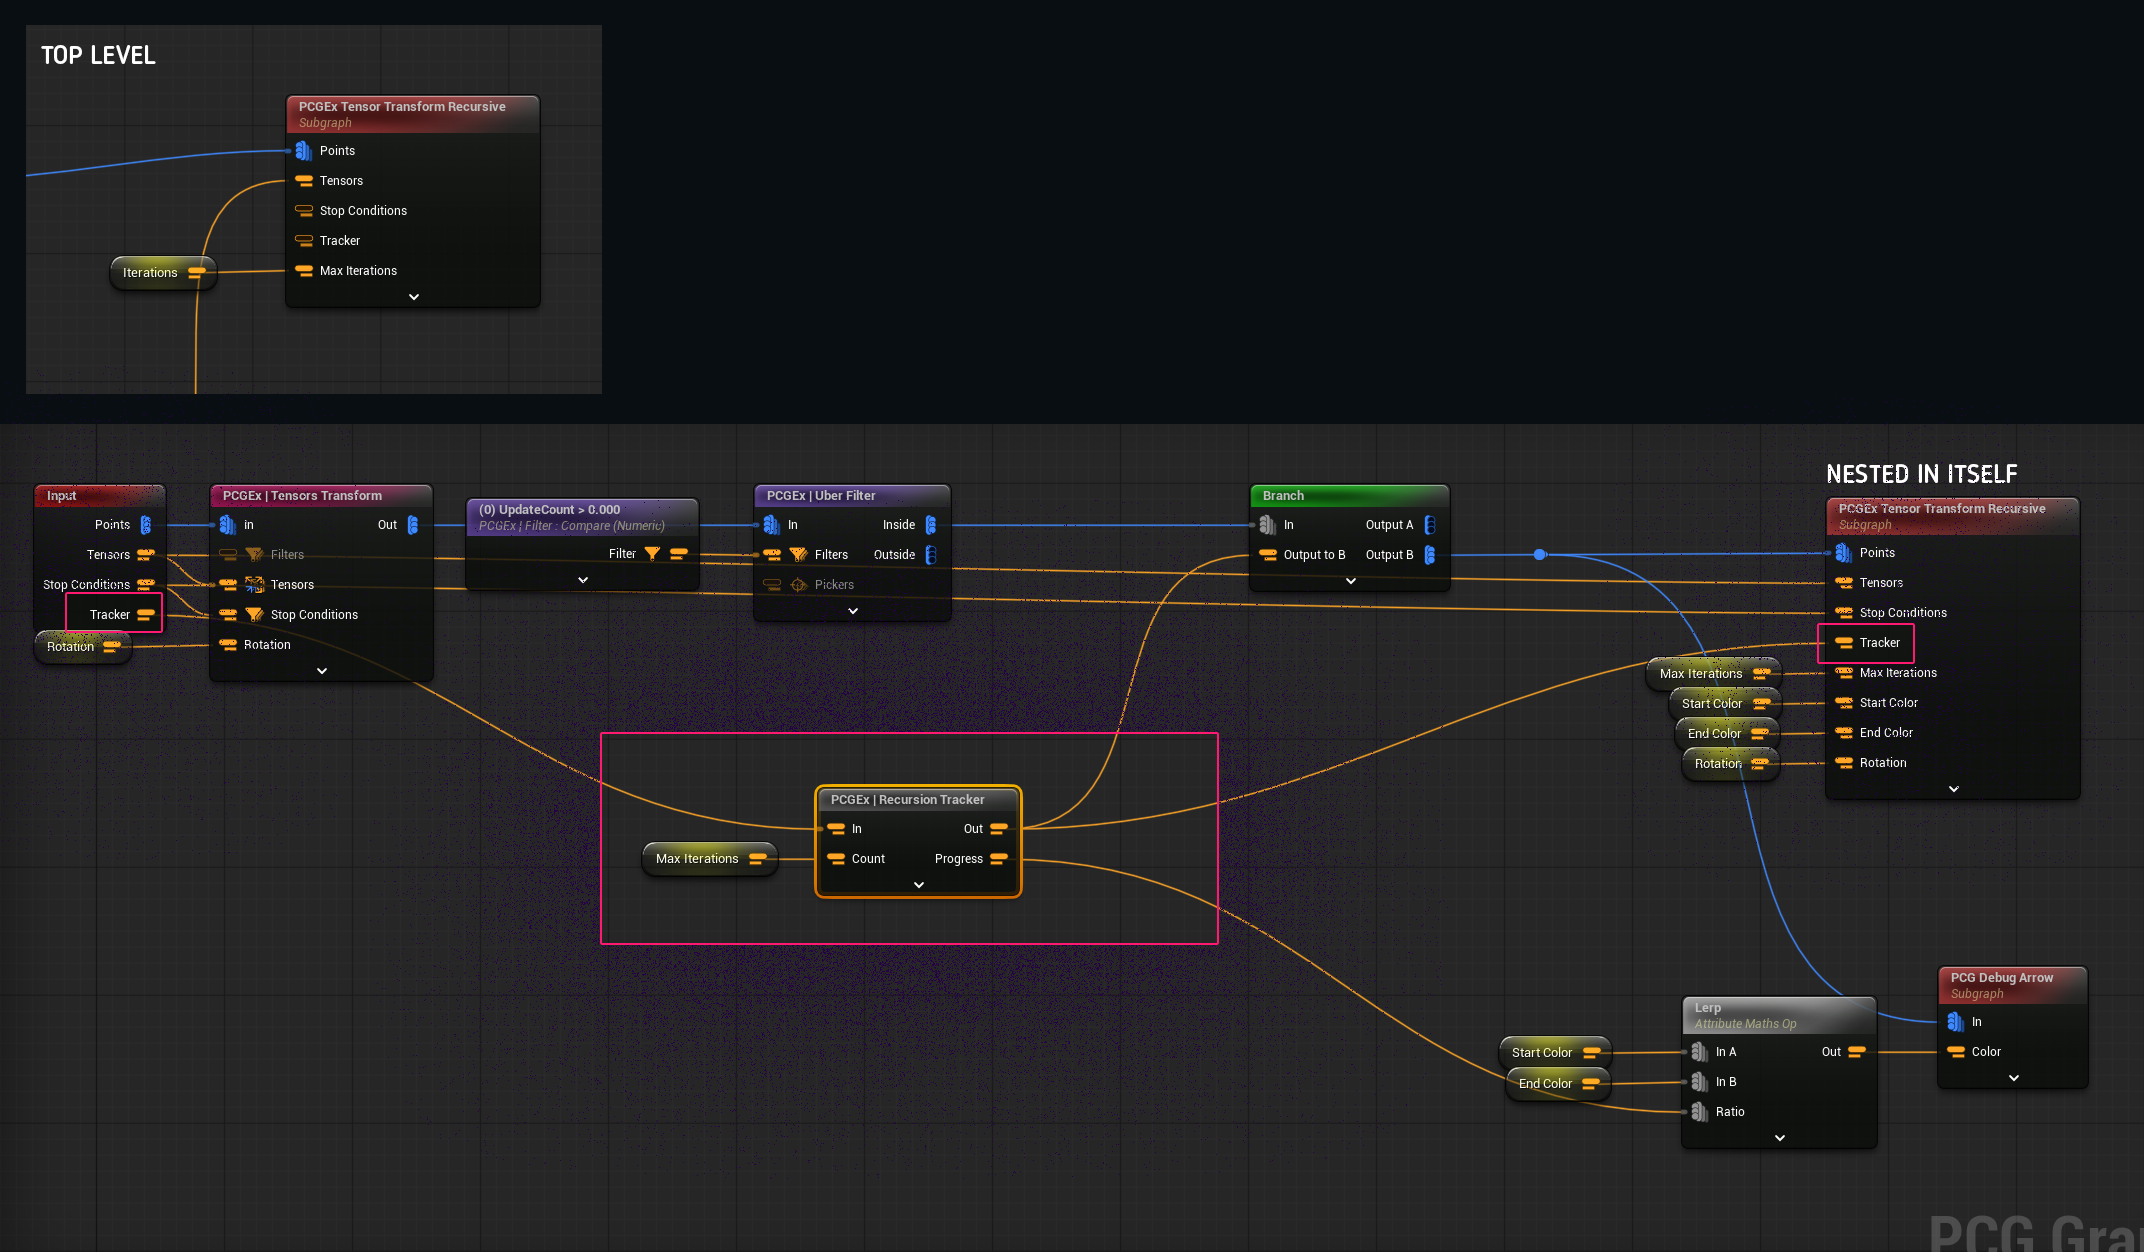 TOP LEVEL
PCGEx Tensor Transform Recursive
Subgraph
Points
Tensors
Stop Conditions
Tracker
Max Iterations
Iterations
NESTED IN ITSELF
Input
Points
Tensors
Stop Conditions
Tracker
Rotation
PCGEx | Tensors Transform
In
Out
Filters
Tensors
Stop Conditions
Rotation
(0) UpdateCount > 0.000
PCGEx | Filter : Compare (Numeric)
Filter
PCGEx | Uber Filter
In
Inside
Filters
Outside
Pickers
Branch
In
Output A
Output to B
Output B
PCGEx Tensor Transform Recursive
Subgraph
Points
Tensors
Stop Conditions
Tracker
Max Iterations
Start Color
End Color
Rotation
Max Iterations
Start Color
End Color
Rotation
PCGEx | Recursion Tracker
In
Out
Count
Progress
Max Iterations
Start Color
End Color
Lerp
Attribute Maths Op
In A
Out
In B
Ratio
PCG Debug Arrow
Subgraph
In
Color
PCG Gra